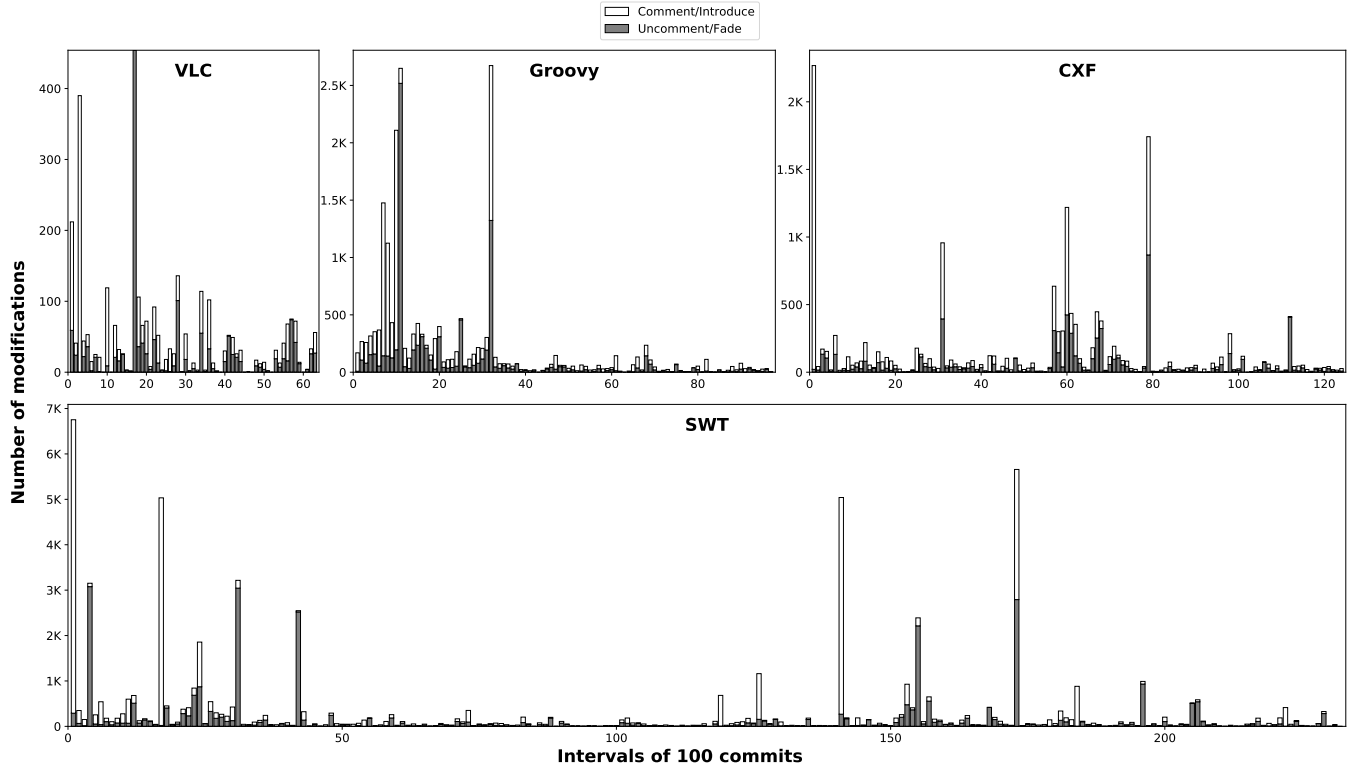 Comment/Introduce
Uncomment/Fade
VLC
Groovy
CXF
400
300
200
100
0
0 10 20 30 40 50 60
2.5K
2K
1.5K
1K
500
0
0 20 40 60 80
2K
1.5K
1K
500
0
0 20 40 60 80 100 120
SWT
7K
6K
5K
4K
3K
2K
1K
0
0 50 100 150 200
Number of modifications
Intervals of 100 commits